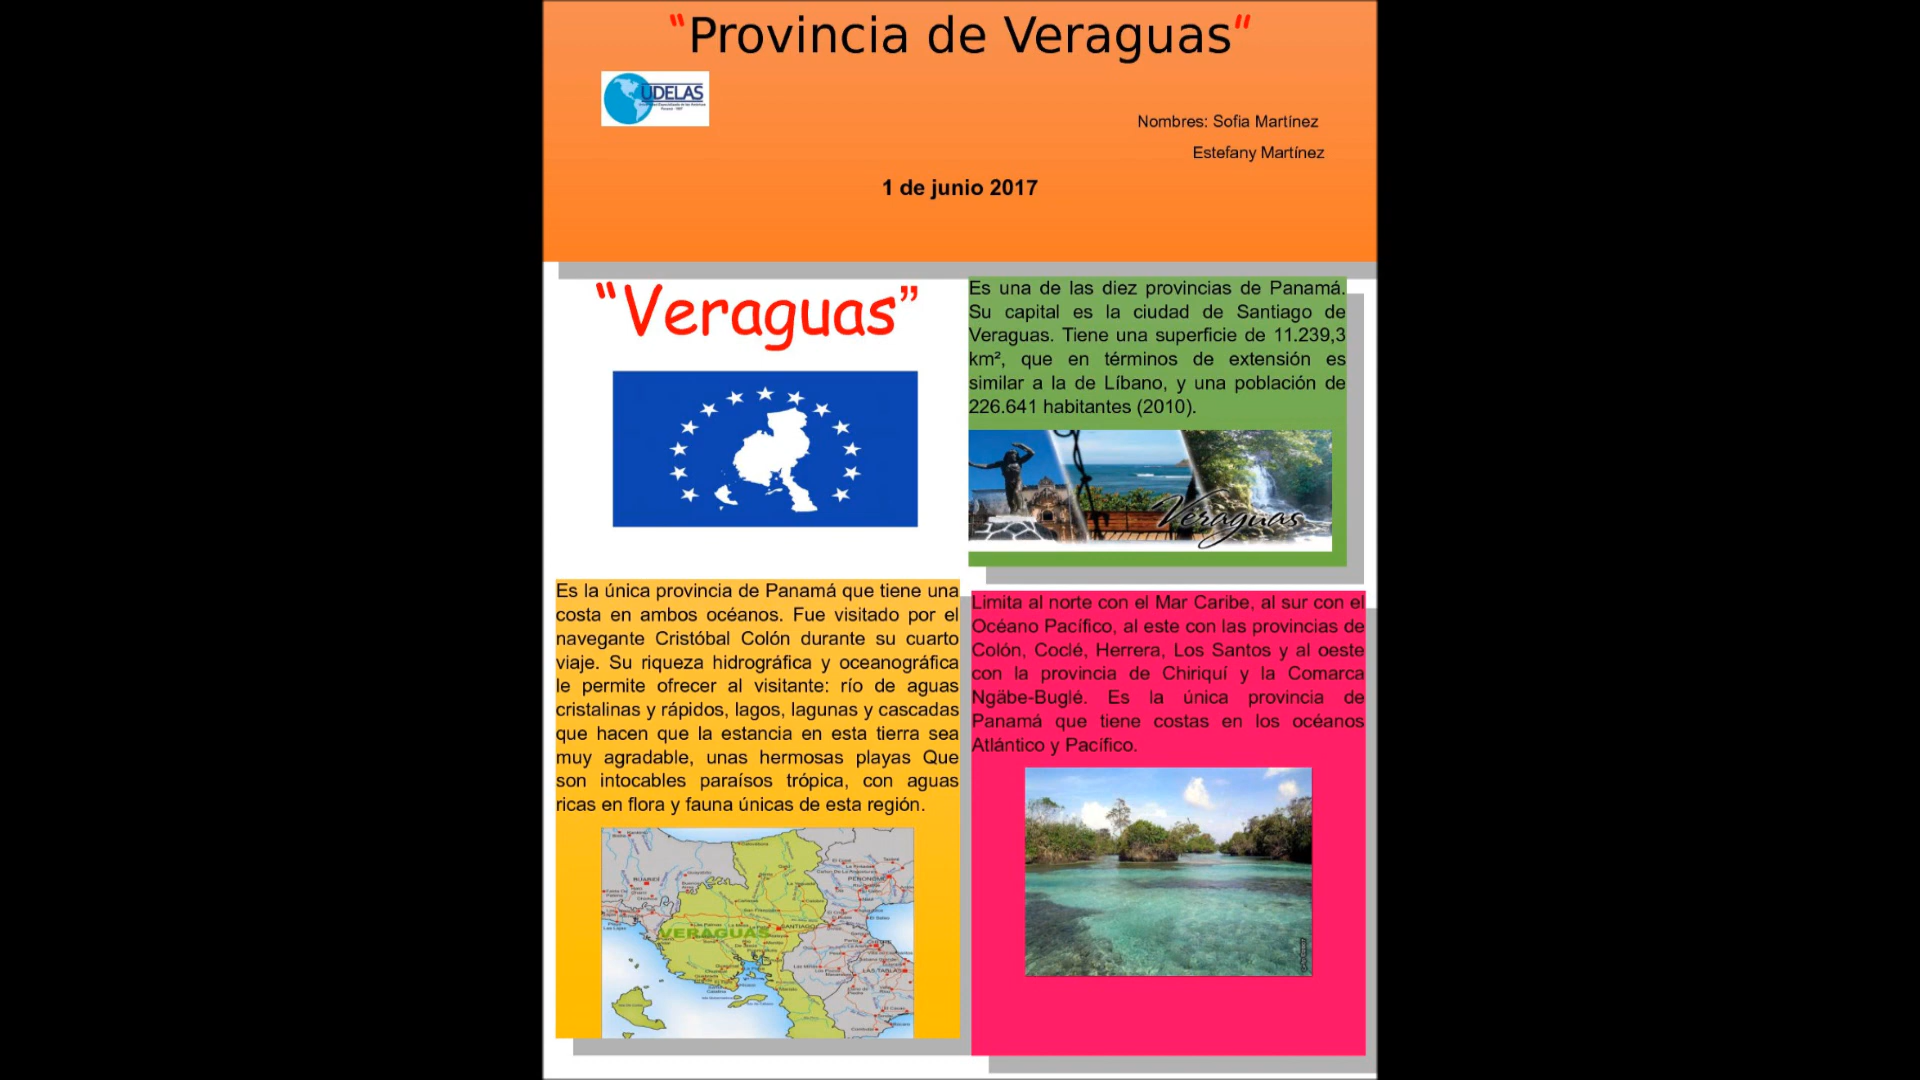 "Provincia de Veraguas"
UDELAS
Nombres: Sofia Martínez
Estefany Martínez
1 de junio 2017
“Veraguas”
Es una de las diez provincias de Panamá.
Su capital es la ciudad de Santiago de
Veraguas. Tiene una superficie de 11.239,3
km², que en términos de extensión es
similar a la de Líbano, y una población de
226.641 habitantes (2010).
Veraguas
Es la única provincia de Panamá que tiene una
costa en ambos océanos. Fue visitado por el
navegante Cristóbal Colón durante su cuarto
viaje. Su riqueza hidrográfica y oceanográfica
le permite ofrecer al visitante: río de aguas
cristalinas y rápidos, lagos, lagunas y cascadas
que hacen que la estancia en esta tierra sea
muy agradable, unas hermosas playas Que
son intocables paraísos trópica, con aguas
ricas en flora y fauna únicas de esta región.
VERAGUAS
SANTIAGO
PENONOMÉ
LAS TABLAS
Limita al norte con el Mar Caribe, al sur con el
Océano Pacífico, al este con las provincias de
Colón, Coclé, Herrera, Los Santos y al oeste
con la provincia de Chiriquí y la Comarca
Ngäbe-Buglé. Es la única provincia de
Panamá que tiene costas en los océanos
Atlántico y Pacífico.